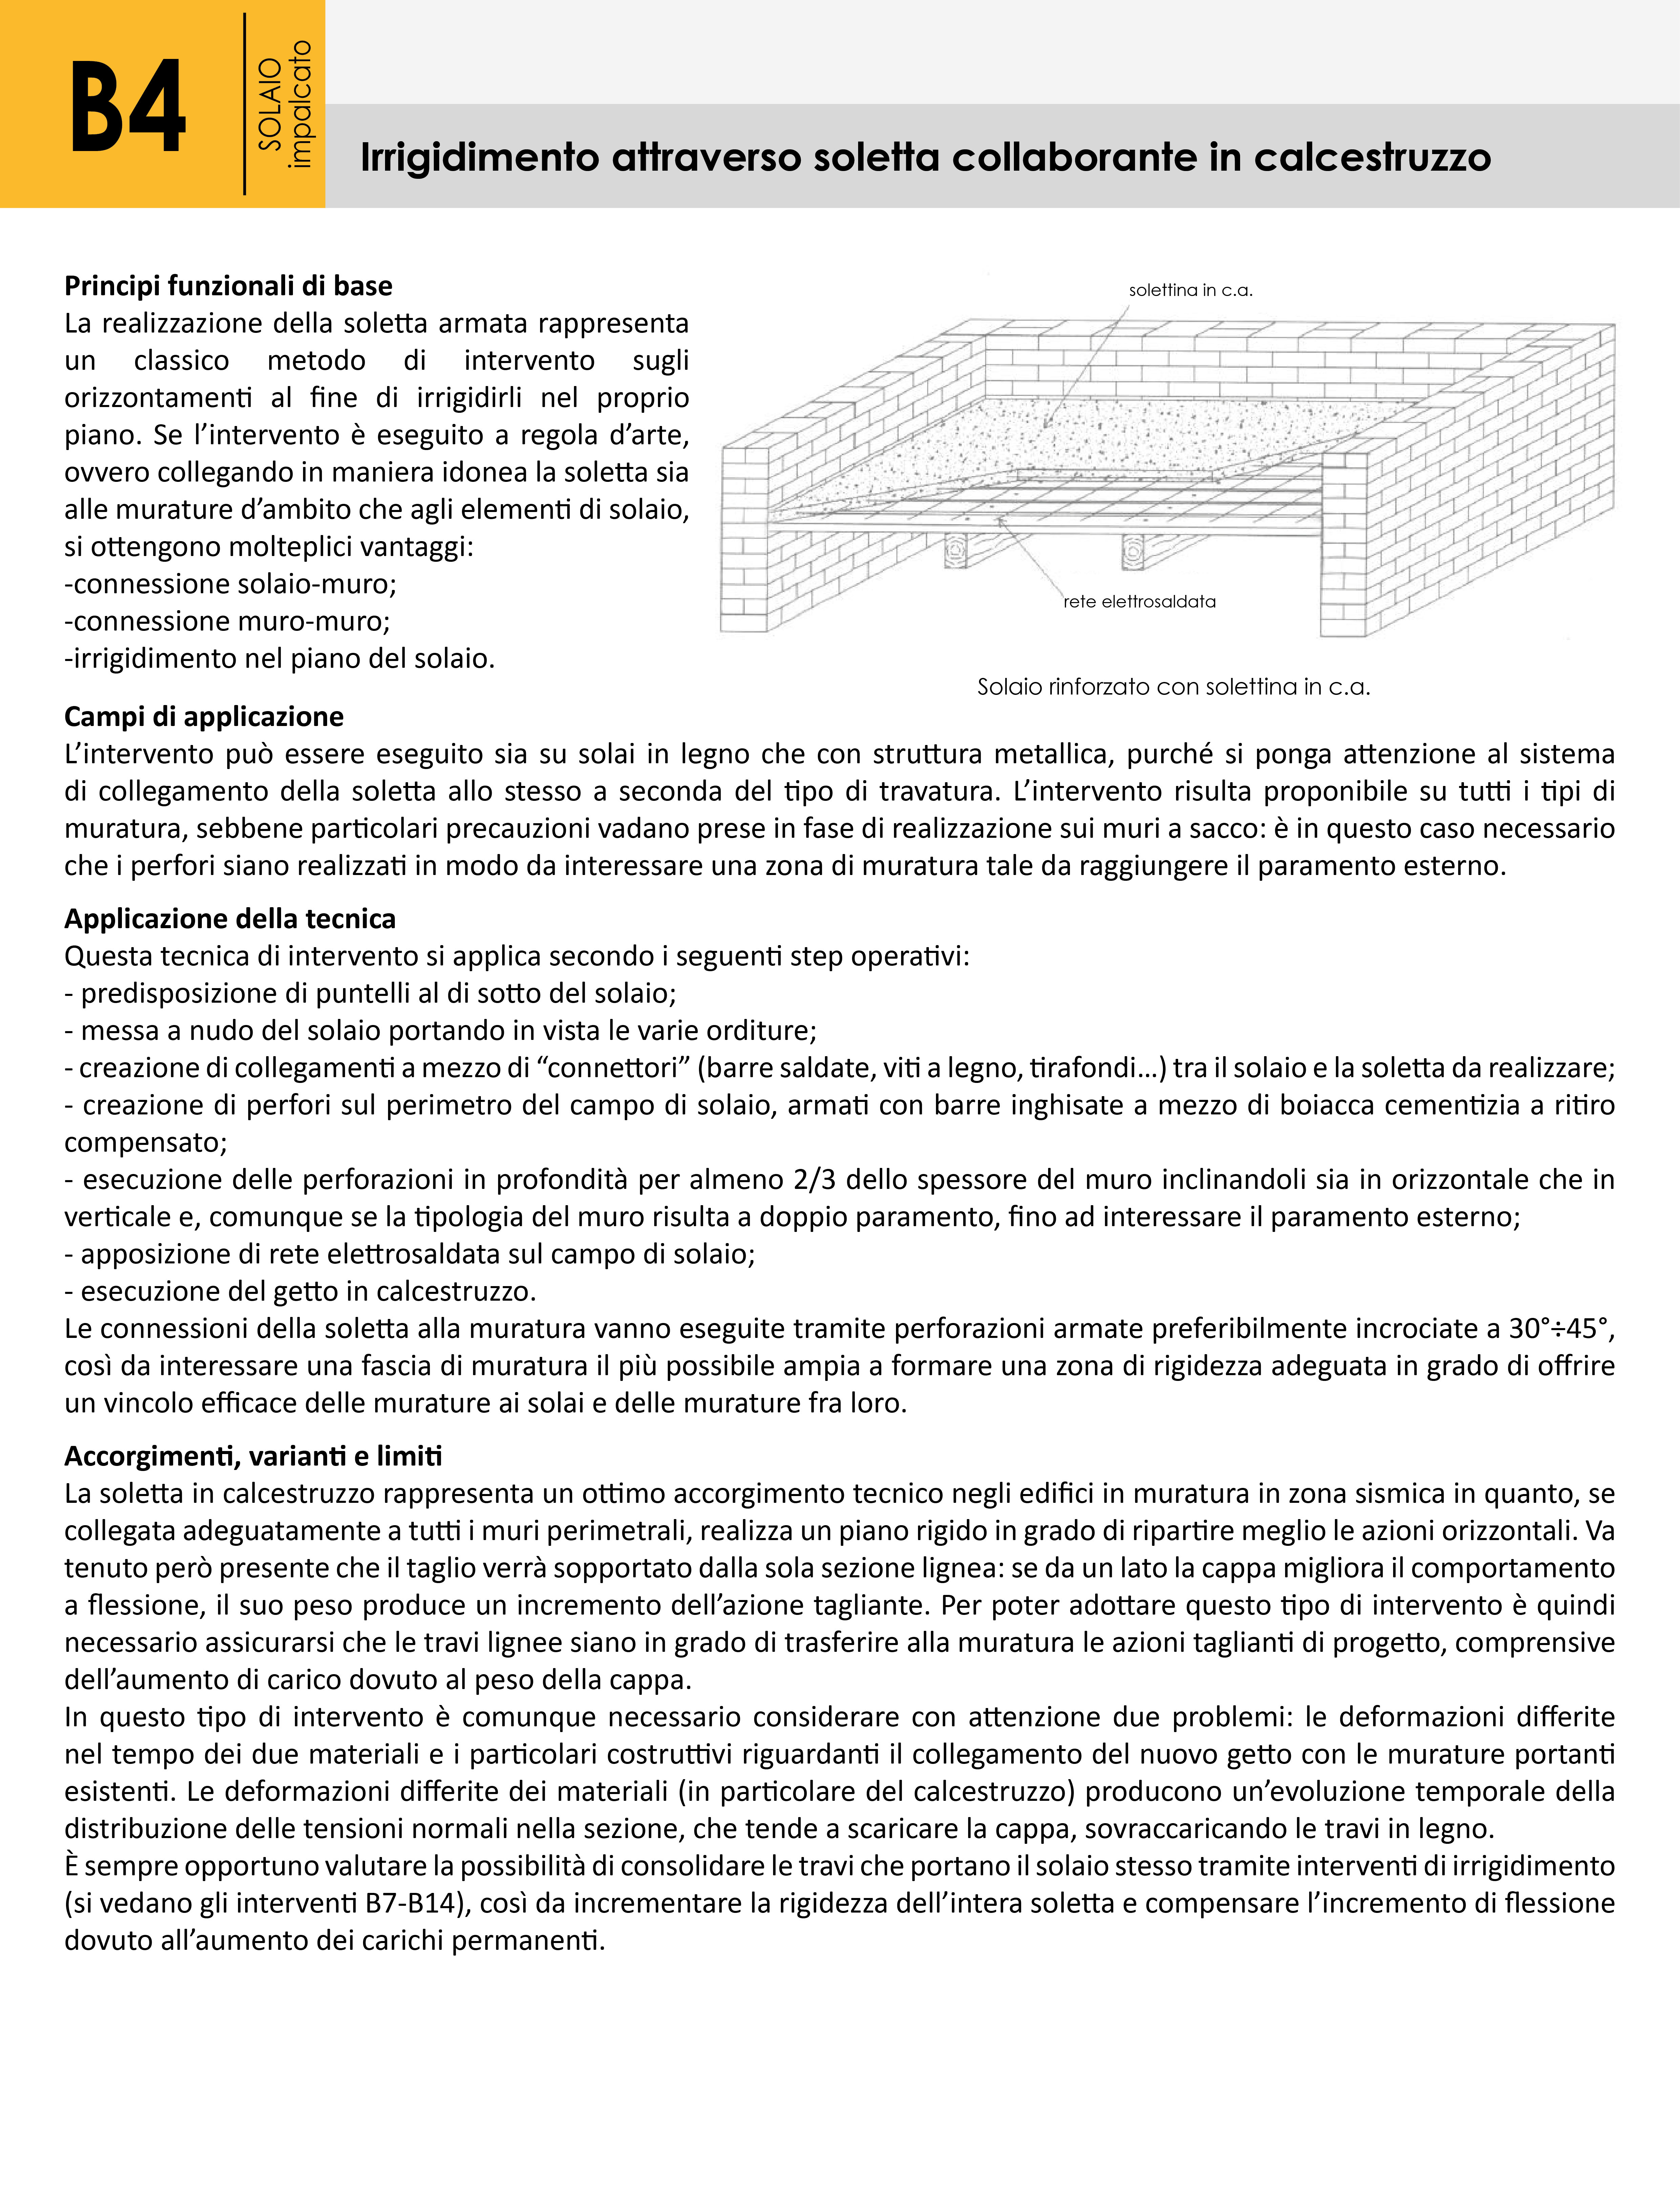 B4
SOLAIO
impalcato
Irrigidimento attraverso soletta collaborante in calcestruzzo
Principi funzionali di base
La realizzazione della soletta armata rappresenta
un classico metodo di intervento sugli
orizzontamenti al fine di irrigidirli nel proprio
piano. Se l’intervento è eseguito a regola d’arte,
ovvero collegando in maniera idonea la soletta sia
alle murature d’ambito che agli elementi di solaio,
si ottengono molteplici vantaggi:
-connessione solaio-muro;
-connessione muro-muro;
-irrigidimento nel piano del solaio.
solettina in c.a.
rete elettrosaldata
Solaio rinforzato con solettina in c.a.
Campi di applicazione
L’intervento può essere eseguito sia su solai in legno che con struttura metallica, purché si ponga attenzione al sistema
di collegamento della soletta allo stesso a seconda del tipo di travatura. L’intervento risulta proponibile su tutti i tipi di
muratura, sebbene particolari precauzioni vadano prese in fase di realizzazione sui muri a sacco: è in questo caso necessario
che i perfori siano realizzati in modo da interessare una zona di muratura tale da raggiungere il paramento esterno.
Applicazione della tecnica
Questa tecnica di intervento si applica secondo i seguenti step operativi:
- predisposizione di puntelli al di sotto del solaio;
- messa a nudo del solaio portando in vista le varie orditure;
- creazione di collegamenti a mezzo di “connettori” (barre saldate, viti a legno, tirafondi…) tra il solaio e la soletta da realizzare;
- creazione di perfori sul perimetro del campo di solaio, armati con barre inghisate a mezzo di boiacca cementizia a ritiro
compensato;
- esecuzione delle perforazioni in profondità per almeno 2/3 dello spessore del muro inclinandoli sia in orizzontale che in
verticale e, comunque se la tipologia del muro risulta a doppio paramento, fino ad interessare il paramento esterno;
- apposizione di rete elettrosaldata sul campo di solaio;
- esecuzione del getto in calcestruzzo.
Le connessioni della soletta alla muratura vanno eseguite tramite perforazioni armate preferibilmente incrociate a 30°÷45°,
così da interessare una fascia di muratura il più possibile ampia a formare una zona di rigidezza adeguata in grado di offrire
un vincolo efficace delle murature ai solai e delle murature fra loro.
Accorgimenti, varianti e limiti
La soletta in calcestruzzo rappresenta un ottimo accorgimento tecnico negli edifici in muratura in zona sismica in quanto, se
collegata adeguatamente a tutti i muri perimetrali, realizza un piano rigido in grado di ripartire meglio le azioni orizzontali. Va
tenuto però presente che il taglio verrà sopportato dalla sola sezione lignea: se da un lato la cappa migliora il comportamento
a flessione, il suo peso produce un incremento dell’azione tagliante. Per poter adottare questo tipo di intervento è quindi
necessario assicurarsi che le travi lignee siano in grado di trasferire alla muratura le azioni taglianti di progetto, comprensive
dell’aumento di carico dovuto al peso della cappa.
In questo tipo di intervento è comunque necessario considerare con attenzione due problemi: le deformazioni differite
nel tempo dei due materiali e i particolari costruttivi riguardanti il collegamento del nuovo getto con le murature portanti
esistenti. Le deformazioni differite dei materiali (in particolare del calcestruzzo) producono un’evoluzione temporale della
distribuzione delle tensioni normali nella sezione, che tende a scaricare la cappa, sovraccaricando le travi in legno.
È sempre opportuno valutare la possibilità di consolidare le travi che portano il solaio stesso tramite interventi di irrigidimento
(si vedano gli interventi B7-B14), così da incrementare la rigidezza dell’intera soletta e compensare l’incremento di flessione
dovuto all’aumento dei carichi permanenti.